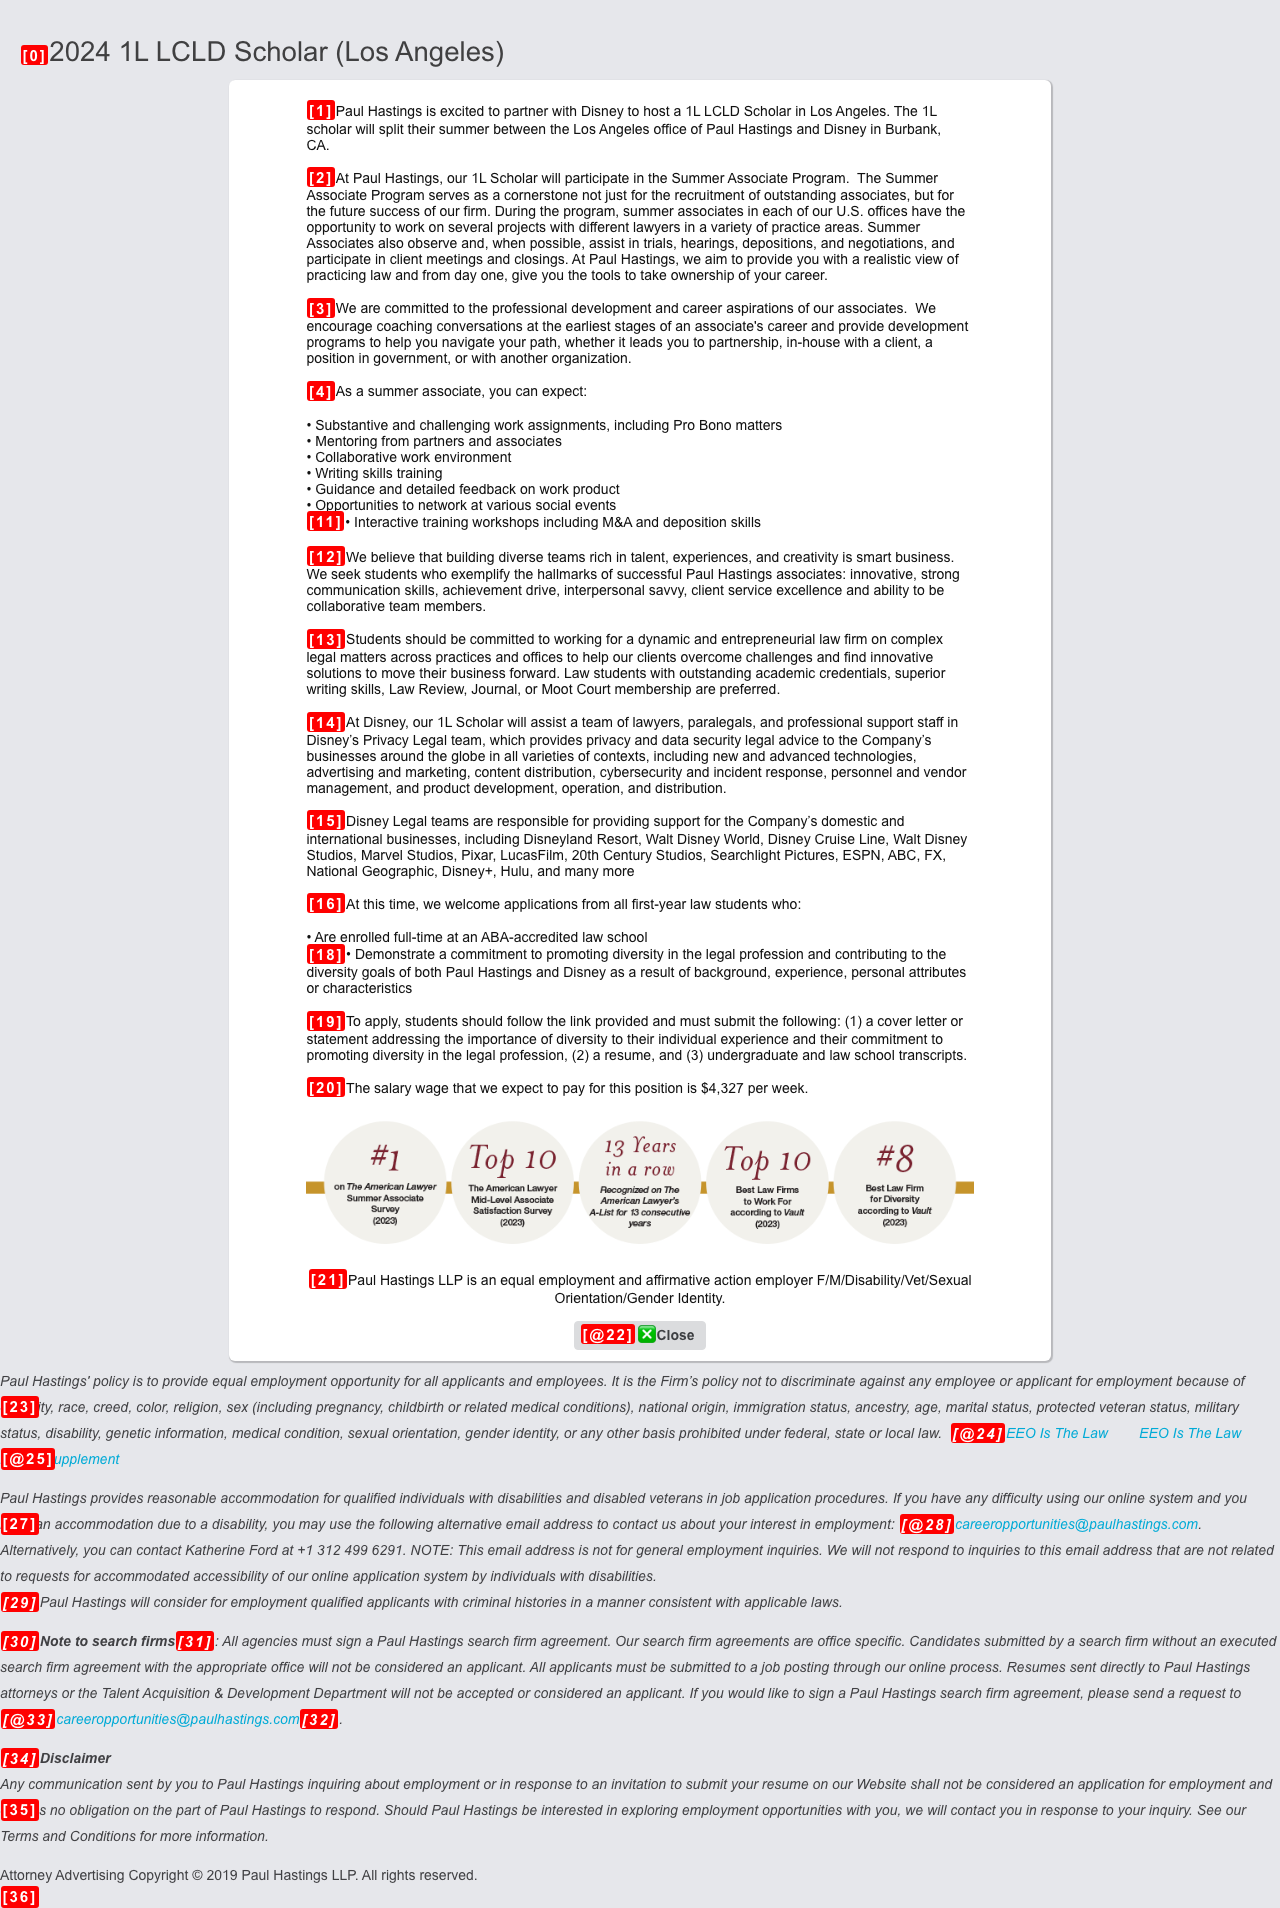 [0]2024 1L LCLD Scholar (Los Angeles)
[1]Paul Hastings is excited to partner with Disney to host a 1L LCLD Scholar in Los Angeles. The 1L
scholar will split their summer between the Los Angeles office of Paul Hastings and Disney in Burbank,
CA.
[2]At Paul Hastings, our 1L Scholar will participate in the Summer Associate Program.  The Summer
Associate Program serves as a cornerstone not just for the recruitment of outstanding associates, but for
the future success of our firm. During the program, summer associates in each of our U.S. offices have the
opportunity to work on several projects with different lawyers in a variety of practice areas. Summer
Associates also observe and, when possible, assist in trials, hearings, depositions, and negotiations, and
participate in client meetings and closings. At Paul Hastings, we aim to provide you with a realistic view of
practicing law and from day one, give you the tools to take ownership of your career.
[3]We are committed to the professional development and career aspirations of our associates.  We
encourage coaching conversations at the earliest stages of an associate's career and provide development
programs to help you navigate your path, whether it leads you to partnership, in-house with a client, a
position in government, or with another organization.
[4]As a summer associate, you can expect:
• Substantive and challenging work assignments, including Pro Bono matters
• Mentoring from partners and associates
• Collaborative work environment
• Writing skills training
• Guidance and detailed feedback on work product
• Opportunities to network at various social events
[11]• Interactive training workshops including M&A and deposition skills
[12]We believe that building diverse teams rich in talent, experiences, and creativity is smart business.
We seek students who exemplify the hallmarks of successful Paul Hastings associates: innovative, strong
communication skills, achievement drive, interpersonal savvy, client service excellence and ability to be
collaborative team members.
[13]Students should be committed to working for a dynamic and entrepreneurial law firm on complex
legal matters across practices and offices to help our clients overcome challenges and find innovative
solutions to move their business forward. Law students with outstanding academic credentials, superior
writing skills, Law Review, Journal, or Moot Court membership are preferred.
[14]At Disney, our 1L Scholar will assist a team of lawyers, paralegals, and professional support staff in
Disney's Privacy Legal team, which provides privacy and data security legal advice to the Company's
businesses around the globe in all varieties of contexts, including new and advanced technologies,
advertising and marketing, content distribution, cybersecurity and incident response, personnel and vendor
management, and product development, operation, and distribution.
[15]Disney Legal teams are responsible for providing support for the Company's domestic and
international businesses, including Disneyland Resort, Walt Disney World, Disney Cruise Line, Walt Disney
Studios, Marvel Studios, Pixar, LucasFilm, 20th Century Studios, Searchlight Pictures, ESPN, ABC, FX,
National Geographic, Disney+, Hulu, and many more
[16]At this time, we welcome applications from all first-year law students who:
• Are enrolled full-time at an ABA-accredited law school
[18]• Demonstrate a commitment to promoting diversity in the legal profession and contributing to the
diversity goals of both Paul Hastings and Disney as a result of background, experience, personal attributes
or characteristics
[19]To apply, students should follow the link provided and must submit the following: (1) a cover letter or
statement addressing the importance of diversity to their individual experience and their commitment to
promoting diversity in the legal profession, (2) a resume, and (3) undergraduate and law school transcripts.
[20]The salary wage that we expect to pay for this position is $4,327 per week.
#1
on The American Lawyer
Summer Associate
Survey
(2023)
Top 10
The American Lawyer
Mid-Level Associate
Satisfaction Survey
(2023)
13 Years
in a row
Recognized on The
American Lawyer's
A-List for 13 consecutive
years
Top 10
Best Law Firms
to Work For
according to Vault
(2023)
#8
Best Law Firm
for Diversity
according to Vault
(2023)
[21]Paul Hastings LLP is an equal employment and affirmative action employer F/M/Disability/Vet/Sexual
Orientation/Gender Identity.
[@22] Close
Paul Hastings' policy is to provide equal employment opportunity for all applicants and employees. It is the Firm's policy not to discriminate against any employee or applicant for employment because of
[23]ity, race, creed, color, religion, sex (including pregnancy, childbirth or related medical conditions), national origin, immigration status, ancestry, age, marital status, protected veteran status, military
status, disability, genetic information, medical condition, sexual orientation, gender identity, or any other basis prohibited under federal, state or local law.  [@24]EEO Is The Law  EEO Is The Law
[@25]upplement
Paul Hastings provides reasonable accommodation for qualified individuals with disabilities and disabled veterans in job application procedures. If you have any difficulty using our online system and you
[27]an accommodation due to a disability, you may use the following alternative email address to contact us about your interest in employment: [@28]careeropportunities@paulhastings.com.
Alternatively, you can contact Katherine Ford at +1 312 499 6291. NOTE: This email address is not for general employment inquiries. We will not respond to inquiries to this email address that are not related
to requests for accommodated accessibility of our online application system by individuals with disabilities.
[29]Paul Hastings will consider for employment qualified applicants with criminal histories in a manner consistent with applicable laws.
[30]Note to search firms[31]: All agencies must sign a Paul Hastings search firm agreement. Our search firm agreements are office specific. Candidates submitted by a search firm without an executed
search firm agreement with the appropriate office will not be considered an applicant. All applicants must be submitted to a job posting through our online process. Resumes sent directly to Paul Hastings
attorneys or the Talent Acquisition & Development Department will not be accepted or considered an applicant. If you would like to sign a Paul Hastings search firm agreement, please send a request to
[@33]careeropportunities@paulhastings.com[32].
[34]Disclaimer
Any communication sent by you to Paul Hastings inquiring about employment or in response to an invitation to submit your resume on our Website shall not be considered an application for employment and
[35]s no obligation on the part of Paul Hastings to respond. Should Paul Hastings be interested in exploring employment opportunities with you, we will contact you in response to your inquiry. See our
Terms and Conditions for more information.
Attorney Advertising Copyright © 2019 Paul Hastings LLP. All rights reserved.
[36]